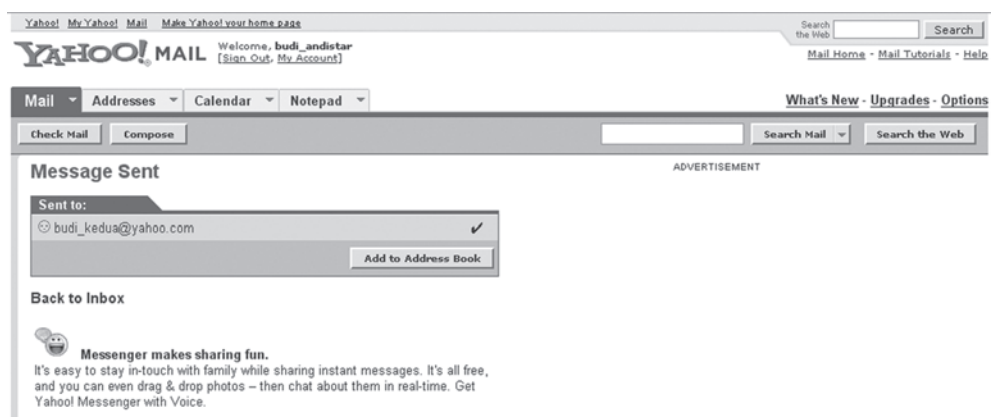 Yahoo! My Yahoo! Mail Make Yahoo! your home page
Search the Web Search
YAHOO! MAIL Welcome, budi_andistar
[Sign Out, My Account]
Mail Home - Mail Tutorials - Help
Mail Addresses Calendar Notepad
What's New - Upgrades - Options
Check Mail Compose Search Mail Search the Web
Message Sent
ADVERTISEMENT
Sent to:
budi_kedua@yahoo.com
Add to Address Book
Back to Inbox
Messenger makes sharing fun.
It's easy to stay in-touch with family while sharing instant messages. It's all free,
and you can even drag & drop photos – then chat about them in real-time. Get
Yahoo! Messenger with Voice.